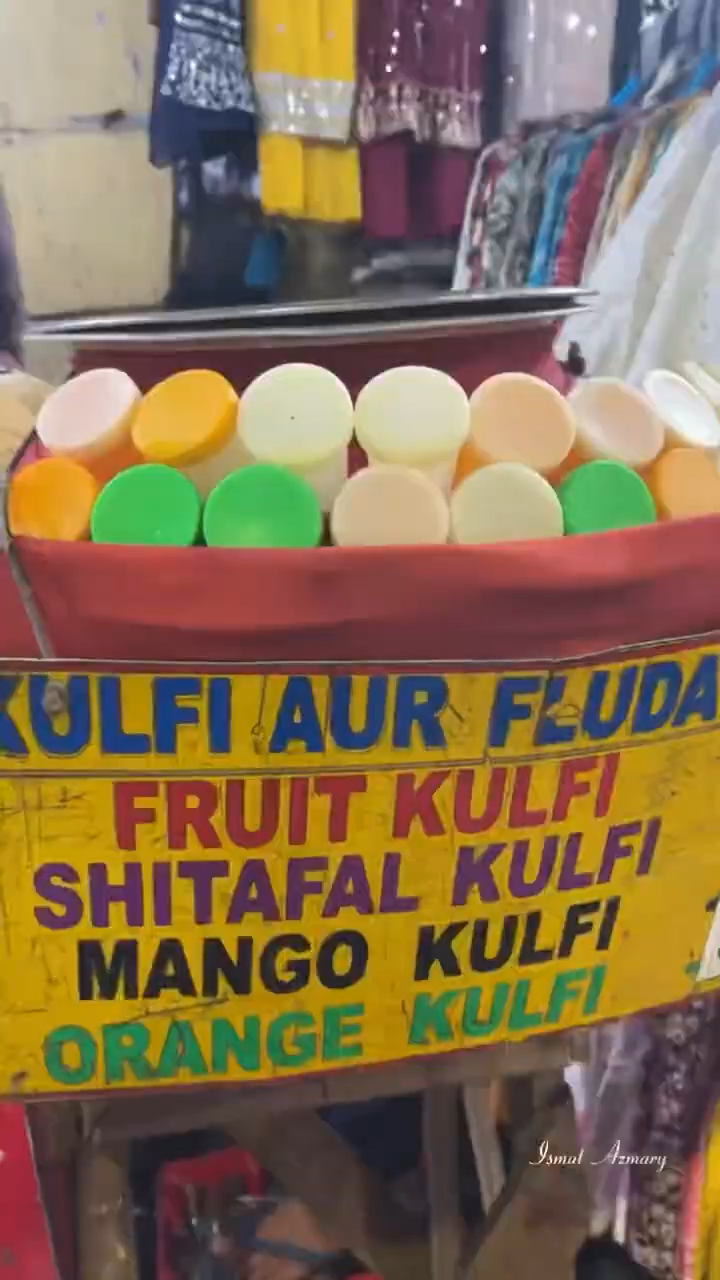 KULFI AUR FLUDA
FRUIT KULFI
SHITAFAL KULFI
MANGO KULFI
ORANGE KULFI
Ismat Azmary